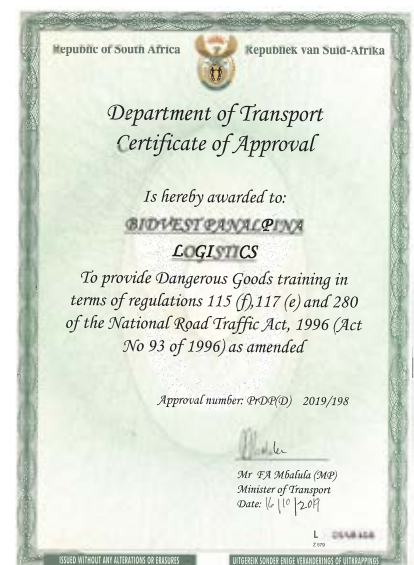 Republic of South Africa
Republiek van Suid-Afrika
Department of Transport
Certificate of Approval
Is hereby awarded to:
BIDVEST PANALPINA
LOGISTICS
To provide Dangerous Goods training in
terms of regulations 115 (f),117 (e) and 280
of the National Road Traffic Act, 1996 (Act
No 93 of 1996) as amended
Approval number: PrDP(D) 2019/198
Mr FA Mbalula (MP)
Minister of Transport
Date: 16/10/2019
L
Z 679
ISSUED WITHOUT ANY ALTERATIONS OR ERASURES
UITGEREIK SONDER ENIGE VERANDERINGS OF UITKRAPPINGS